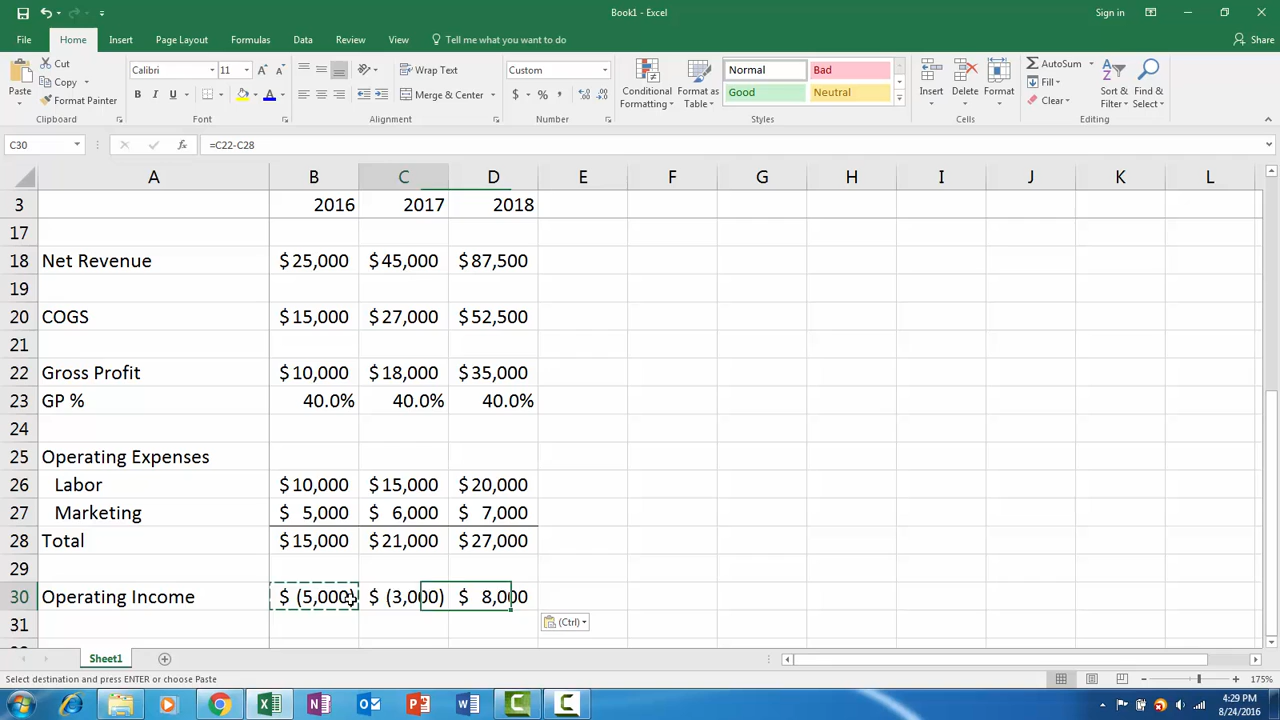 Book1 - Excel
Sign in
File Home Insert Page Layout Formulas Data Review View Tell me what you want to do Share
Paste
Cut
Copy
Format Painter
Clipboard
Calibri 11
B I U
Font
Wrap Text
Merge & Center
Alignment
Custom
$ % ,
Number
Conditional Formatting
Format as Table
Normal Bad
Good Neutral
Styles
Insert Delete Format
Cells
AutoSum
Fill
Clear
Sort & Filter
Find & Select
Editing
C30 fx =C22-C28
A B C D E F G H I J K L
3 2016 2017 2018
17
18 Net Revenue $25,000 $45,000 $87,500
19
20 COGS $15,000 $27,000 $52,500
21
22 Gross Profit $10,000 $18,000 $35,000
23 GP % 40.0% 40.0% 40.0%
24
25 Operating Expenses
26 Labor $10,000 $15,000 $20,000
27 Marketing $ 5,000 $ 6,000 $ 7,000
28 Total $15,000 $21,000 $27,000
29
30 Operating Income $ (5,000) $ (3,000) $ 8,000
31
(Ctrl)
Sheet1
Select destination and press ENTER or choose Paste
175%
4:29 PM
8/24/2016